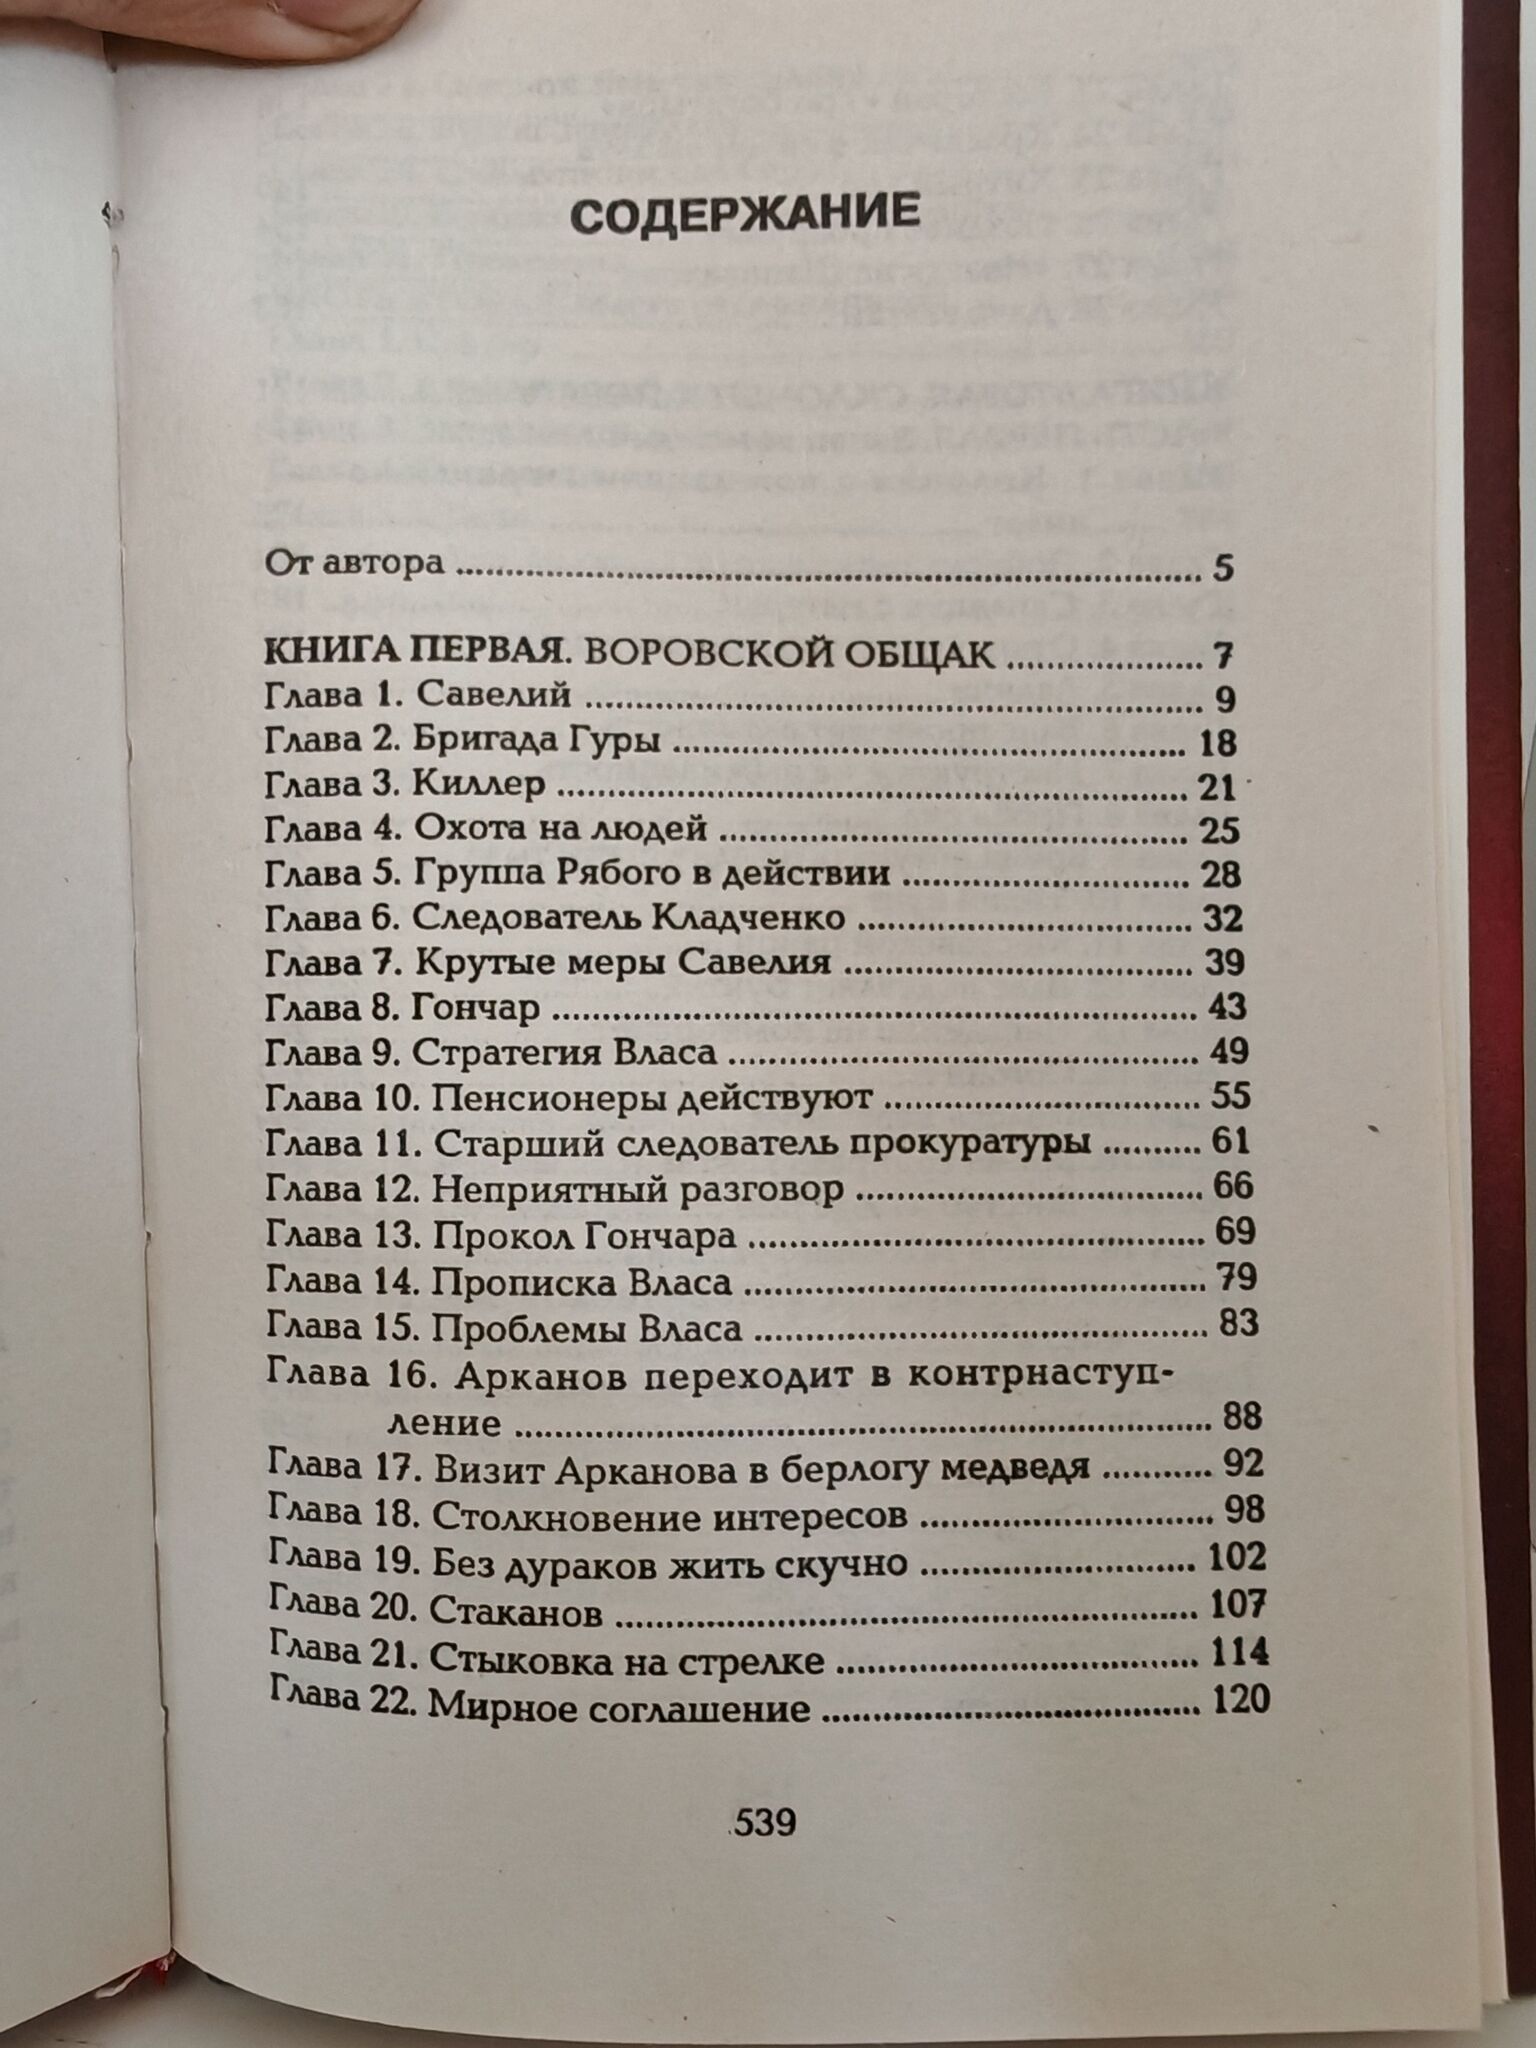 СОДЕРЖАНИЕ
От автора ........ 5
КНИГА ПЕРВАЯ. ВОРОВСКОЙ ОБЩАК ........ 7
Глава 1. Савелий ........ 9
Глава 2. Бригада Гуры ........ 18
Глава 3. Киллер ........ 21
Глава 4. Охота на людей ........ 25
Глава 5. Группа Рябого в действии ........ 28
Глава 6. Следователь Кладченко ........ 32
Глава 7. Крутые меры Савелия ........ 39
Глава 8. Гончар ........ 43
Глава 9. Стратегия Власа ........ 49
Глава 10. Пенсионеры действуют ........ 55
Глава 11. Старший следователь прокуратуры ........ 61
Глава 12. Неприятный разговор ........ 66
Глава 13. Прокол Гончара ........ 69
Глава 14. Прописка Власа ........ 79
Глава 15. Проблемы Власа ........ 83
Глава 16. Арканов переходит в контрнаступ-
ление ........ 88
Глава 17. Визит Арканова в берлогу медведя ........ 92
Глава 18. Столкновение интересов ........ 98
Глава 19. Без дураков жить скучно ........ 102
Глава 20. Стаканов ........ 107
Глава 21. Стыковка на стрелке ........ 114
Глава 22. Мирное соглашение ........ 120
539